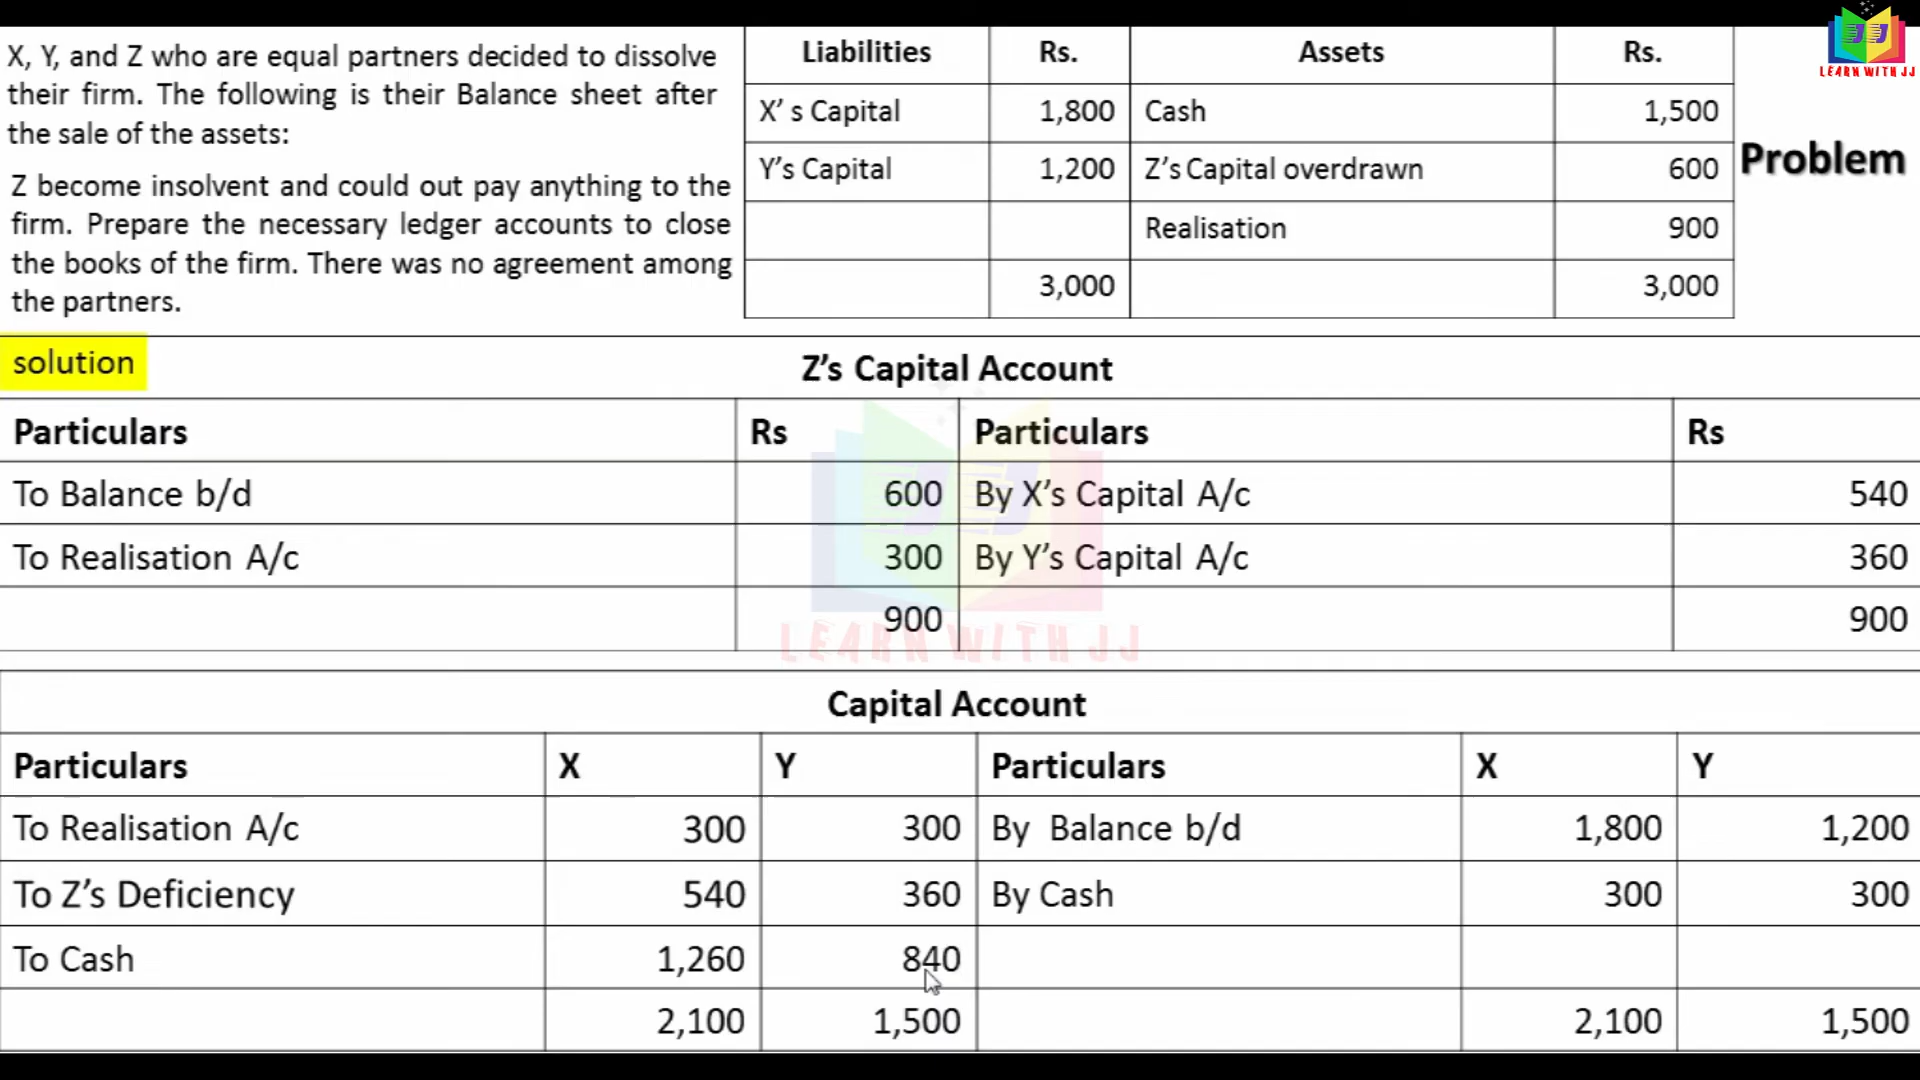 X, Y, and Z who are equal partners decided to dissolve
their firm. The following is their Balance sheet after
the sale of the assets:
Z become insolvent and could out pay anything to the
firm. Prepare the necessary ledger accounts to close
the books of the firm. There was no agreement among
the partners.
Liabilities Rs. Assets Rs.
X' s Capital 1,800 Cash 1,500
Y's Capital 1,200 Z's Capital overdrawn 600
Realisation 900
3,000 3,000
LEARN WITH JJ
Problem
solution
Z's Capital Account
Particulars Rs Particulars Rs
To Balance b/d 600 By X's Capital A/c 540
To Realisation A/c 300 By Y's Capital A/c 360
900 900
LEARN WITH JJ
Capital Account
Particulars X Y Particulars X Y
To Realisation A/c 300 300 By Balance b/d 1,800 1,200
To Z's Deficiency 540 360 By Cash 300 300
To Cash 1,260 840
2,100 1,500 2,100 1,500